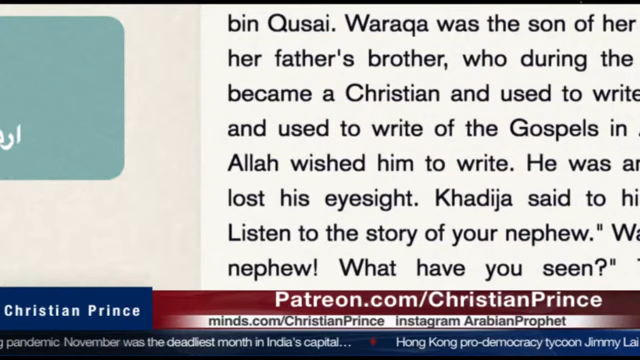 bin Qusai. Waraqa was the son of her
her father's brother, who during the
became a Christian and used to write
and used to write of the Gospels in
Allah wished him to write. He was
lost his eyesight. Khadija said to
Listen to the story of your nephew."
nephew! What have you seen?"
Christian Prince
Patreon.com/ChristianPrince
minds.com/ChristianPrince instagram ArabianProphet
pandemic November was the deadliest month in India's capital... Hong Kong pro-democracy tycoon Jimmy Lai